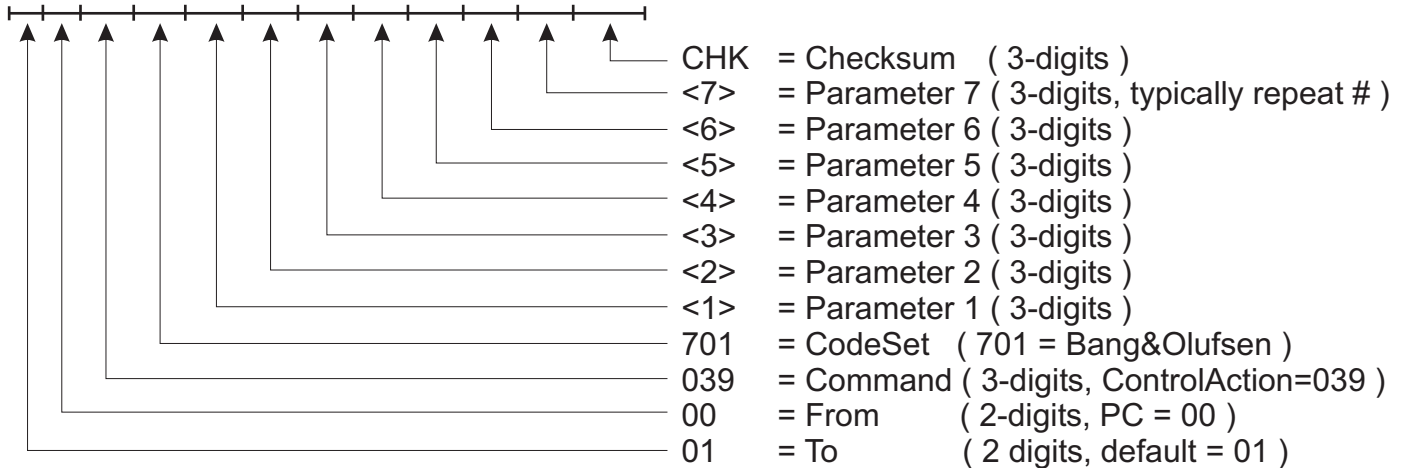 CHK = Checksum ( 3-digits )
<7> = Parameter 7 ( 3-digits, typically repeat # )
<6> = Parameter 6 ( 3-digits )
<5> = Parameter 5 ( 3-digits )
<4> = Parameter 4 ( 3-digits )
<3> = Parameter 3 ( 3-digits )
<2> = Parameter 2 ( 3-digits )
<1> = Parameter 1 ( 3-digits )
701 = CodeSet ( 701 = Bang&Olufsen )
039 = Command ( 3-digits, ControlAction=039 )
00 = From ( 2-digits, PC = 00 )
01 = To ( 2 digits, default = 01 )